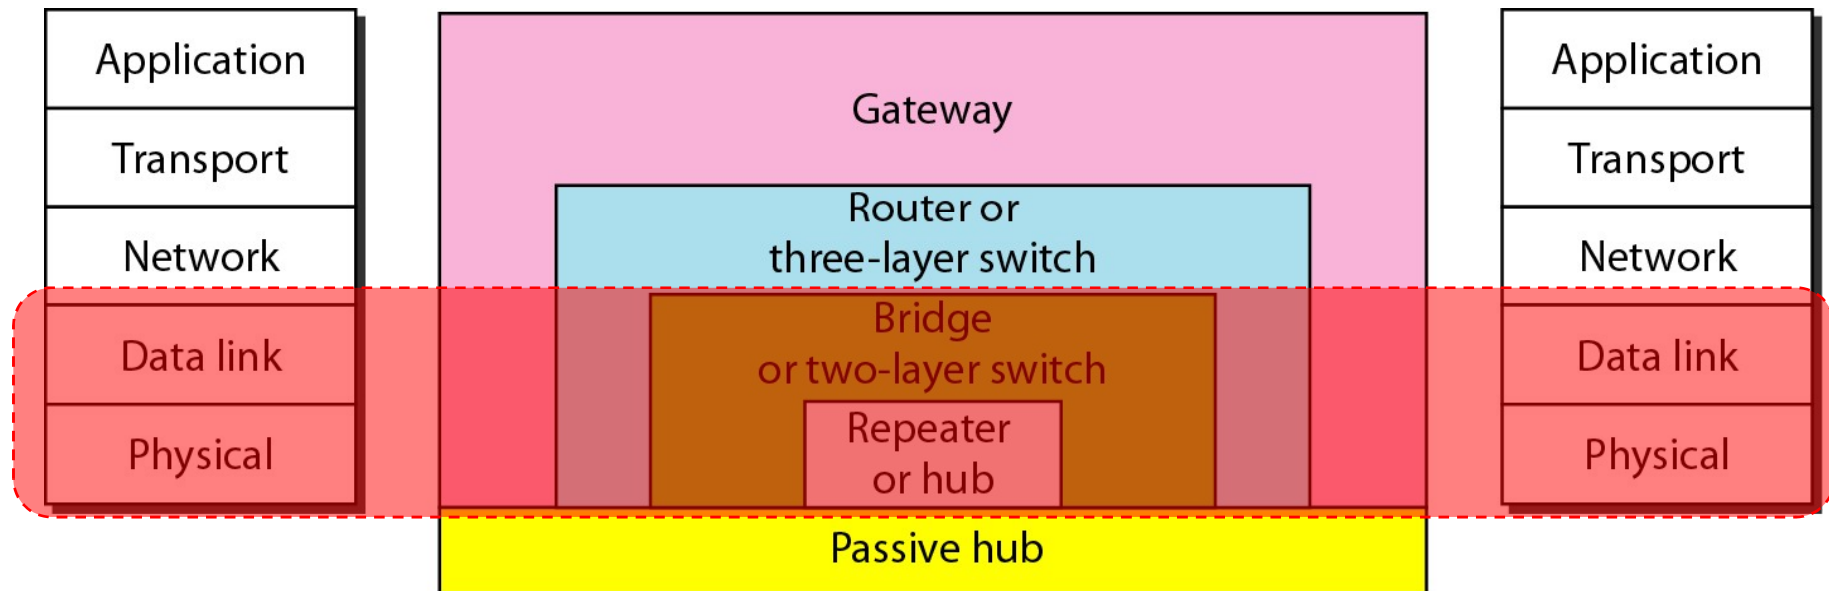 Application
Transport
Network
Data link
Physical
Gateway
Router or
three-layer switch
Bridge
or two-layer switch
Repeater
or hub
Passive hub
Application
Transport
Network
Data link
Physical